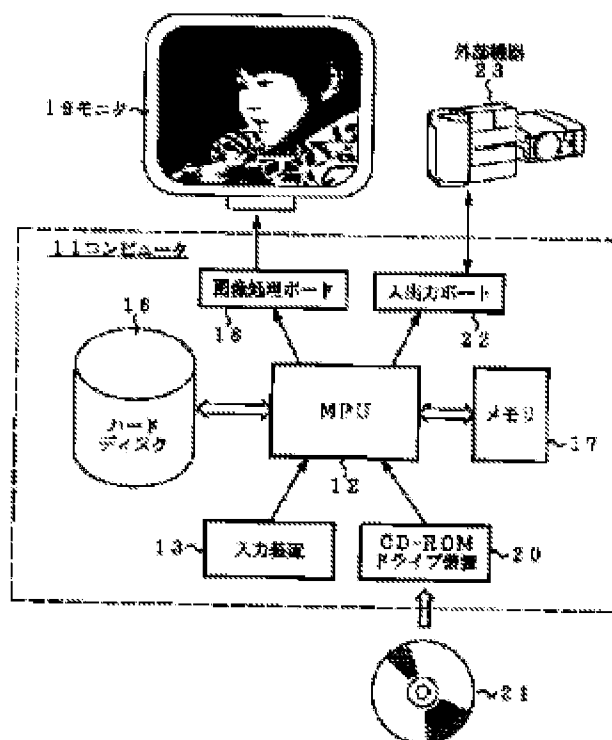 外部機器
23
19モニタ
11コンピュータ
画像処理ボード
18
入出力ボード
22
16
ハード
ディスク
MPU
12
メモリ
17
13
入力装置
CD-ROM
ドライブ装置
20
21